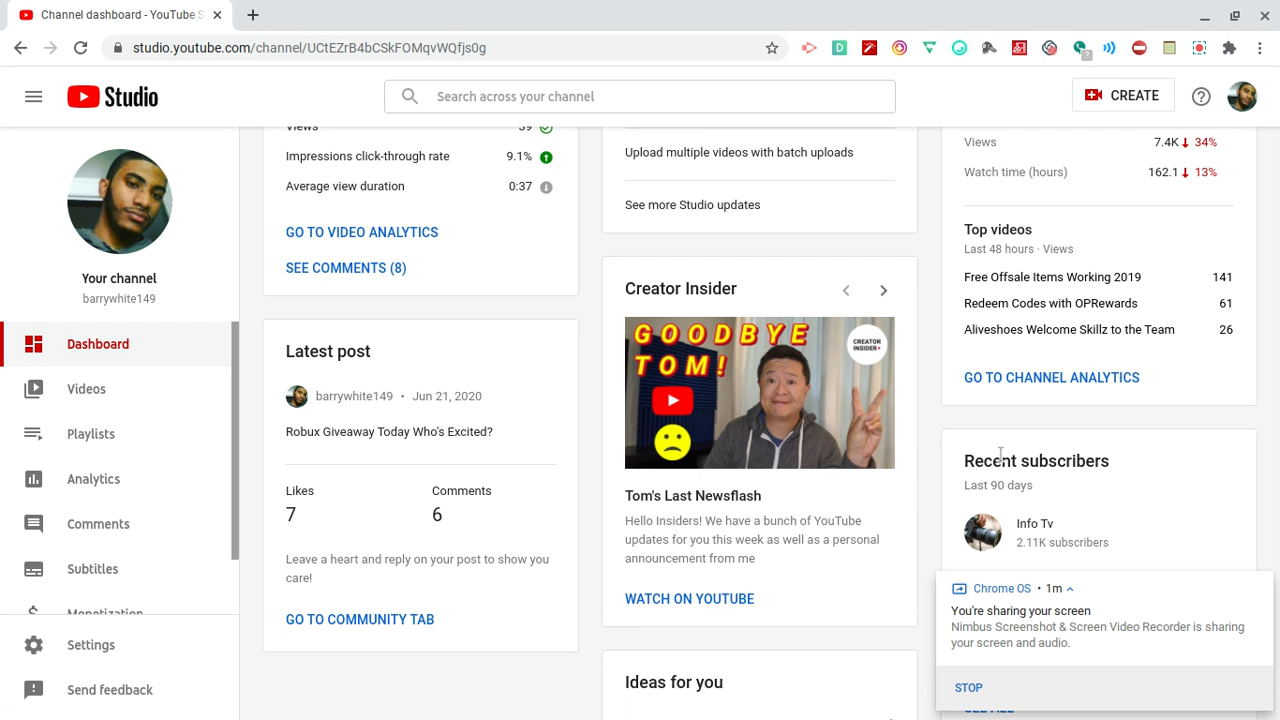 Channel dashboard - YouTube S
studio.youtube.com/channel/UCtEZrB4bCSkFOMqvWQfjs0g
Studio
Search across your channel
CREATE
Your channel
barrywhite149
Dashboard
Videos
Playlists
Analytics
Comments
Subtitles
Monetization
Settings
Send feedback
Views 39
Impressions click-through rate 9.1%
Average view duration 0:37
GO TO VIDEO ANALYTICS
SEE COMMENTS (8)
Latest post
barrywhite149 • Jun 21, 2020
Robux Giveaway Today Who's Excited?
Likes Comments
7 6
Leave a heart and reply on your post to show you
care!
GO TO COMMUNITY TAB
Upload multiple videos with batch uploads
See more Studio updates
Creator Insider
GOODBYE
TOM!
CREATOR
INSIDER
Tom's Last Newsflash
Hello Insiders! We have a bunch of YouTube
updates for you this week as well as a personal
announcement from me
WATCH ON YOUTUBE
Ideas for you
Views 7.4K 34%
Watch time (hours) 162.1 13%
Top videos
Last 48 hours · Views
Free Offsale Items Working 2019 141
Redeem Codes with OPRewards 61
Aliveshoes Welcome Skillz to the Team 26
GO TO CHANNEL ANALYTICS
Recent subscribers
Last 90 days
Info Tv
2.11K subscribers
Chrome OS • 1m
You're sharing your screen
Nimbus Screenshot & Screen Video Recorder is sharing
your screen and audio.
STOP
SEE ALL